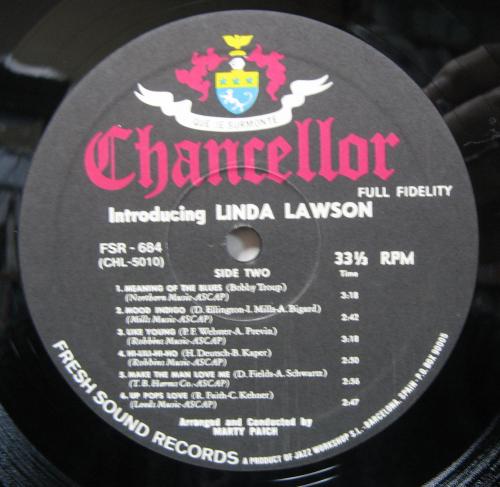 QUE JE SURMONTE
Chancellor
FULL FIDELITY
Introducing LINDA LAWSON
FSR - 684
(CHL-5010)
33⅓ RPM
SIDE TWO
Time
1. MEANING OF THE BLUES (Bobby Troup)
(Northern Music-ASCAP) 3:18
2. MOOD INDIGO (D. Ellington-I. Mills-A. Bigard)
(Mills Music-ASCAP) 2:42
3. LIKE YOUNG (P.F. Webster-A. Previn)
(Robbins Music-ASCAP) 3:18
4. HI-LILI-HI-LO (H. Deutsch-B. Kaper)
(Robbins Music-ASCAP) 2:50
5. MAKE THE MAN LOVE ME (D. Fields-A. Schwartz)
(T.B. Harms Co.-ASCAP) 2:56
6. UP POPS LOVE (R. Faith-C. Kehner)
(Leeds Music-ASCAP) 2:47
Arranged and Conducted by
MARTY PAICH
FRESH SOUND RECORDS A PRODUCT OF JAZZ WORKSHOP S.L.-BARCELONA, SPAIN-P.O. BOX